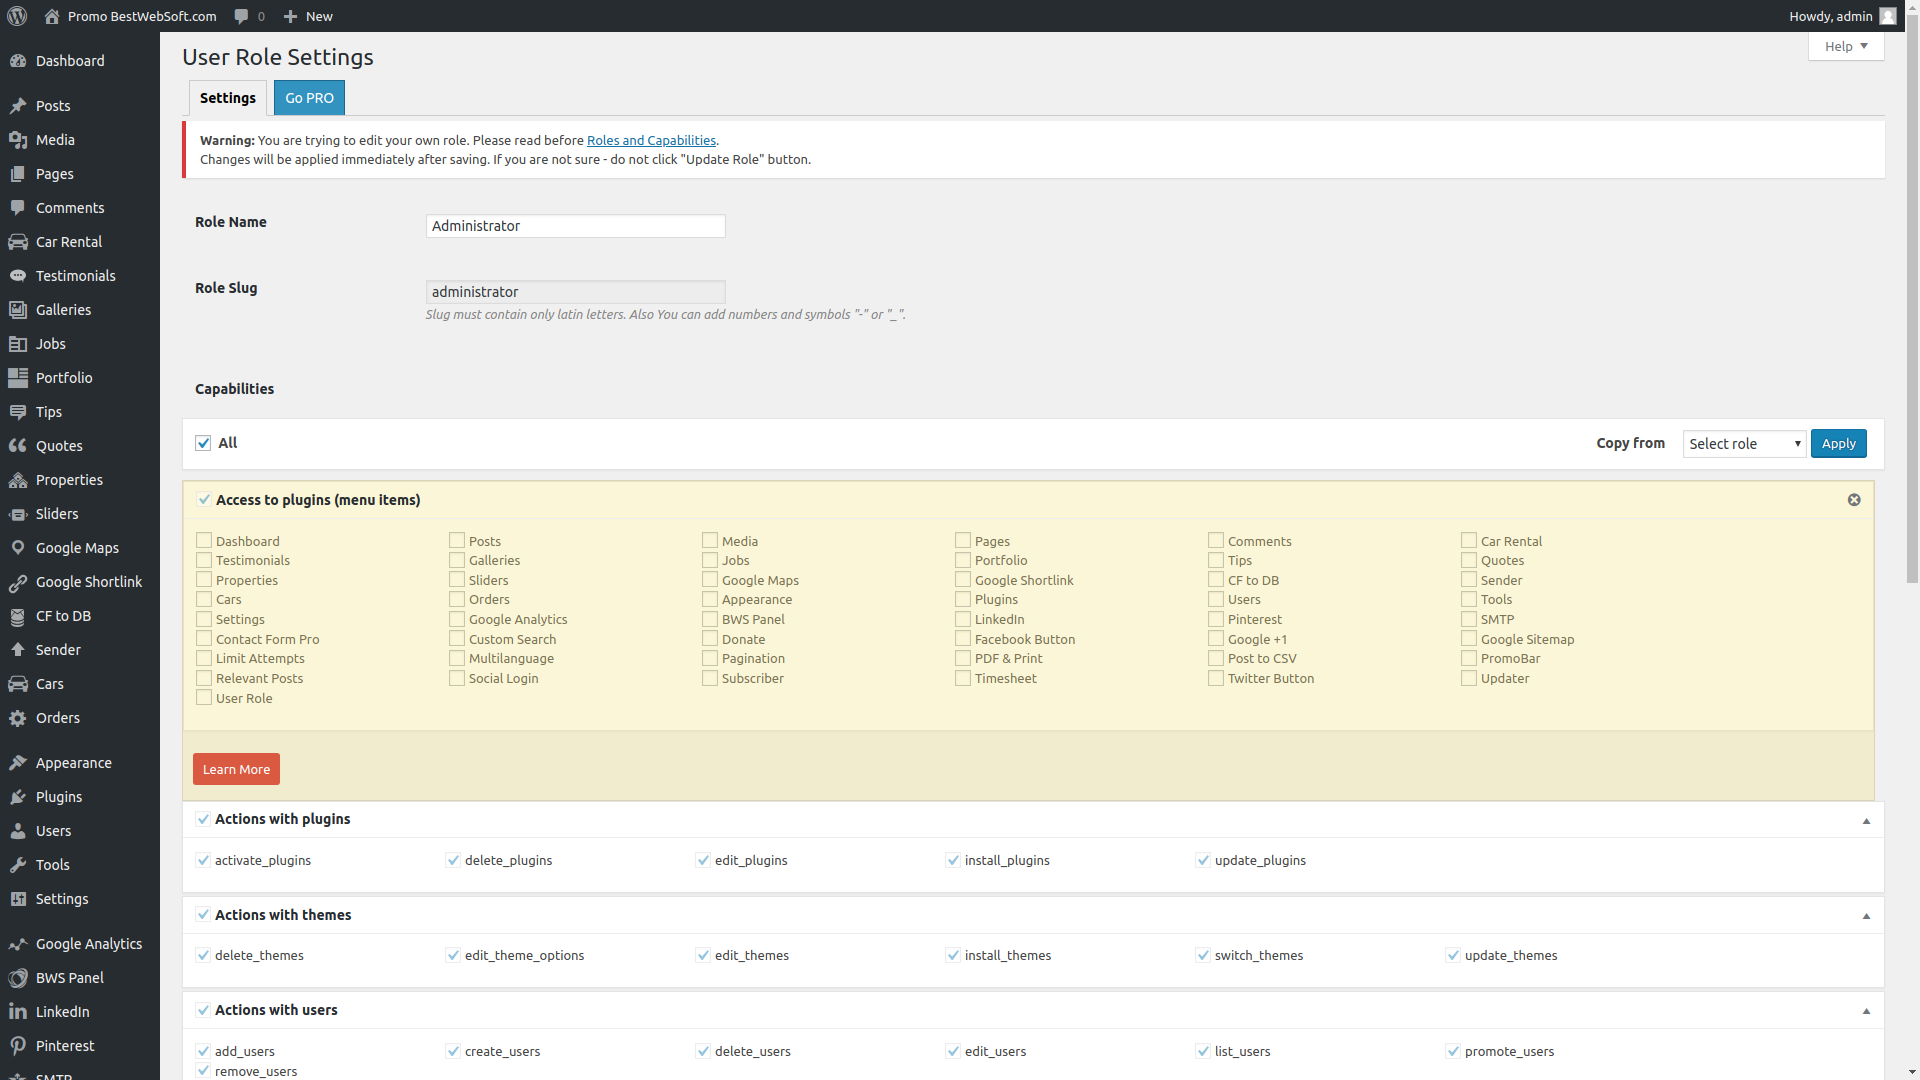 Promo BestWebSoft.com 0 New Howdy, admin
Dashboard
Posts
Media
Pages
Comments
Car Rental
Testimonials
Galleries
Jobs
Portfolio
Tips
Quotes
Properties
Sliders
Google Maps
Google Shortlink
CF to DB
Sender
Cars
Orders
Appearance
Plugins
Users
Tools
Settings
Google Analytics
BWS Panel
LinkedIn
Pinterest
SMTP
User Role Settings
Help
Settings Go PRO
Warning: You are trying to edit your own role. Please read before Roles and Capabilities.
Changes will be applied immediately after saving. If you are not sure - do not click "Update Role" button.
Role Name Administrator
Role Slug administrator
Slug must contain only latin letters. Also You can add numbers and symbols "-" or "_".
Capabilities
All Copy from Select role Apply
Access to plugins (menu items)
Dashboard Posts Media Pages Comments Car Rental
Testimonials Galleries Jobs Portfolio Tips Quotes
Properties Sliders Google Maps Google Shortlink CF to DB Sender
Cars Orders Appearance Plugins Users Tools
Settings Google Analytics BWS Panel LinkedIn Pinterest SMTP
Contact Form Pro Custom Search Donate Facebook Button Google +1 Google Sitemap
Limit Attempts Multilanguage Pagination PDF & Print Post to CSV PromoBar
Relevant Posts Social Login Subscriber Timesheet Twitter Button Updater
User Role
Learn More
Actions with plugins
activate_plugins delete_plugins edit_plugins install_plugins update_plugins
Actions with themes
delete_themes edit_theme_options edit_themes install_themes switch_themes update_themes
Actions with users
add_users create_users delete_users edit_users list_users promote_users
remove_users